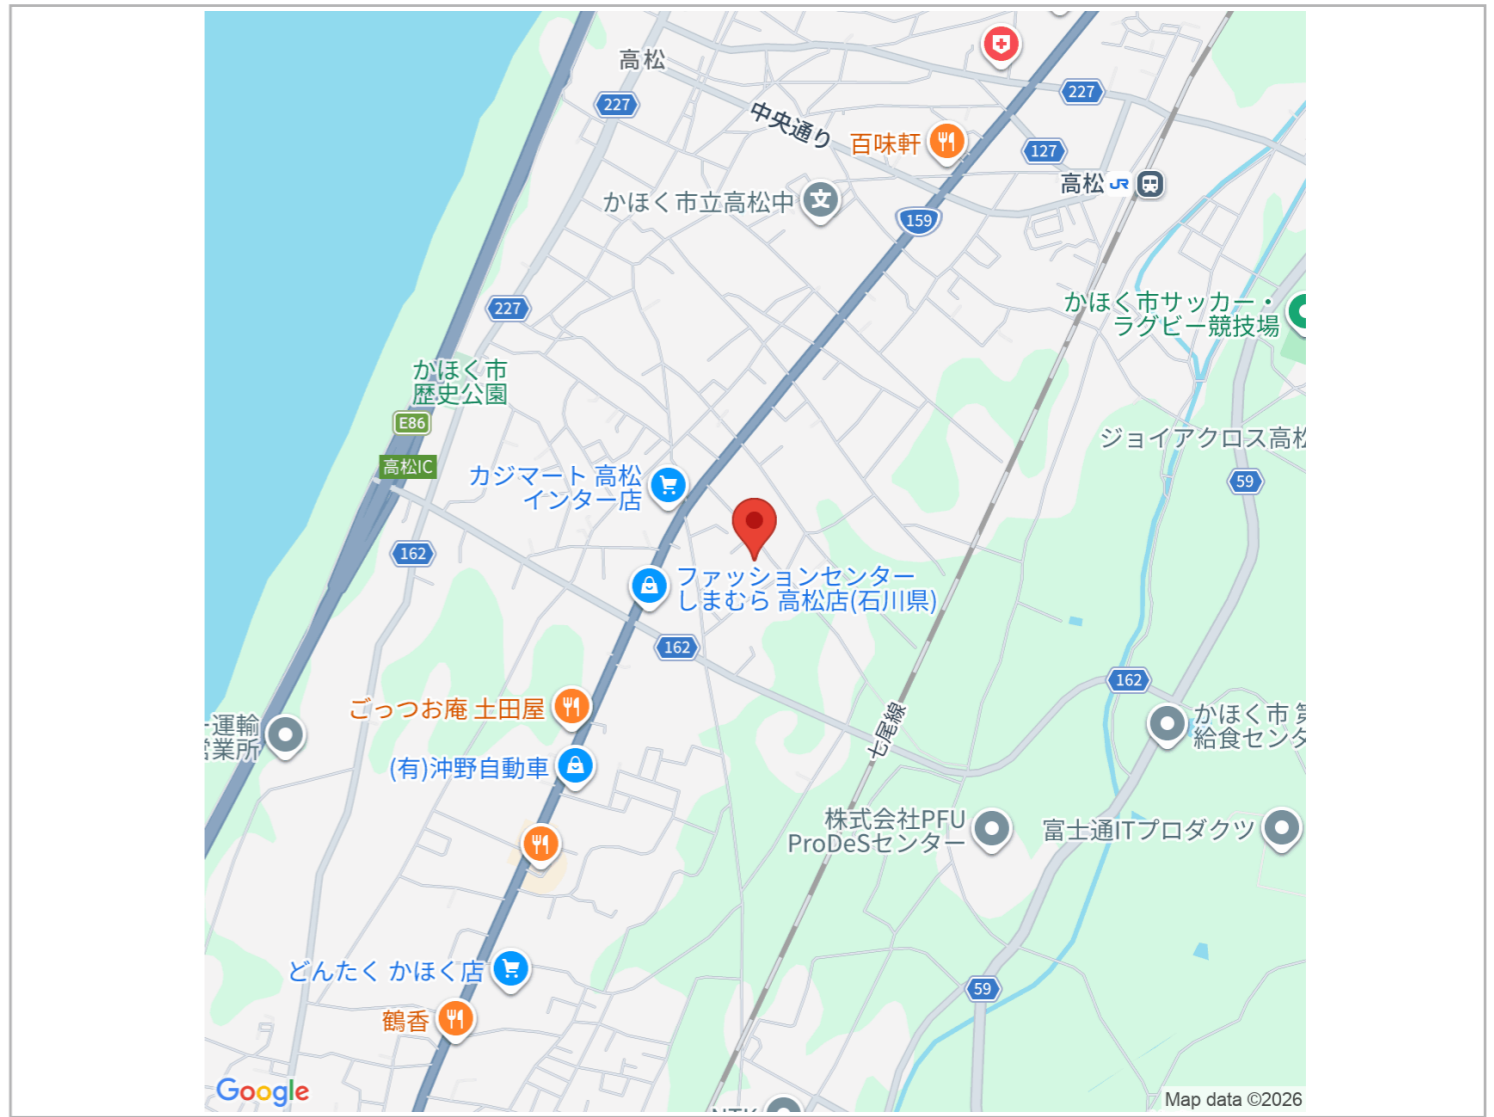 高松
227
227
中央通り
百味軒
127
高松 JR
かほく市立高松中
159
227
かほく市サッカー・
ラグビー競技場
かほく市
歴史公園
E86
高松IC
ジョイアクロス高松
カジマート 高松
インター店
59
162
ファッションセンター
しまむら 高松店(石川県)
162
162
ごっつお庵 土田屋
七尾線
運輸
営業所
かほく市 第
給食センタ
(有)沖野自動車
株式会社PFU
ProDeSセンター
富士通ITプロダクツ
どんたく かほく店
59
鶴香
Google
Map data ©2026